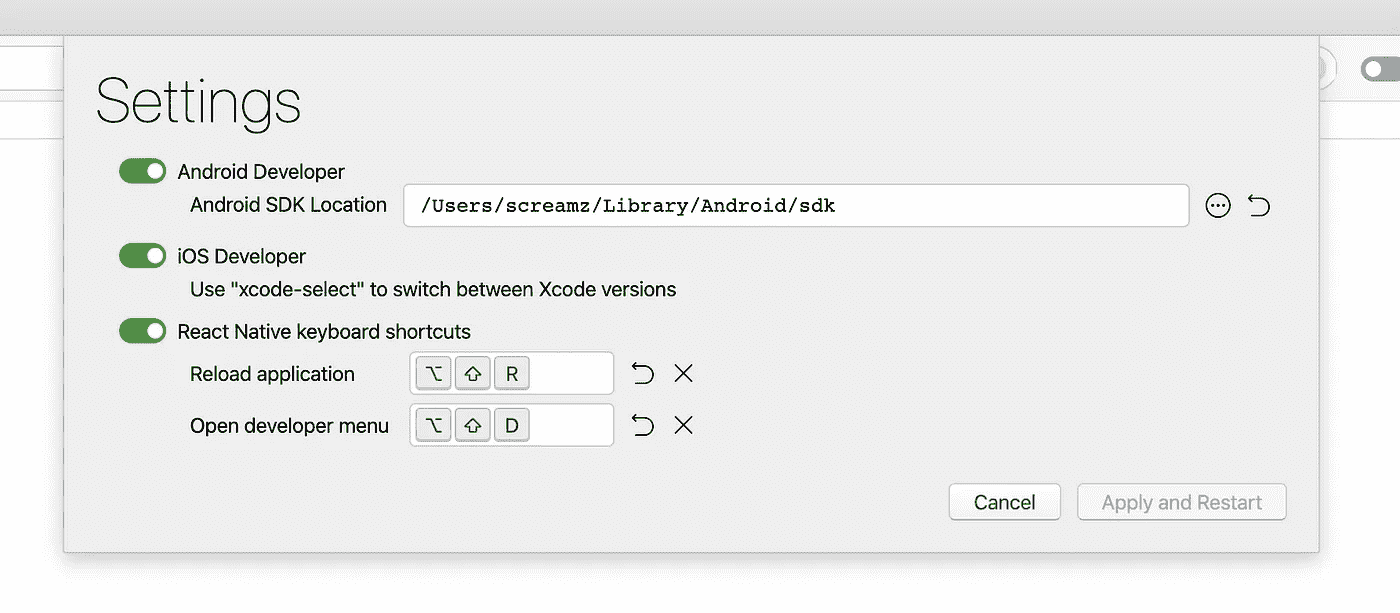 Settings
Android Developer
Android SDK Location /Users/screamz/Library/Android/sdk
iOS Developer
Use "xcode-select" to switch between Xcode versions
React Native keyboard shortcuts
Reload application ⌥ ⇧ R
Open developer menu ⌥ ⇧ D
Cancel Apply and Restart